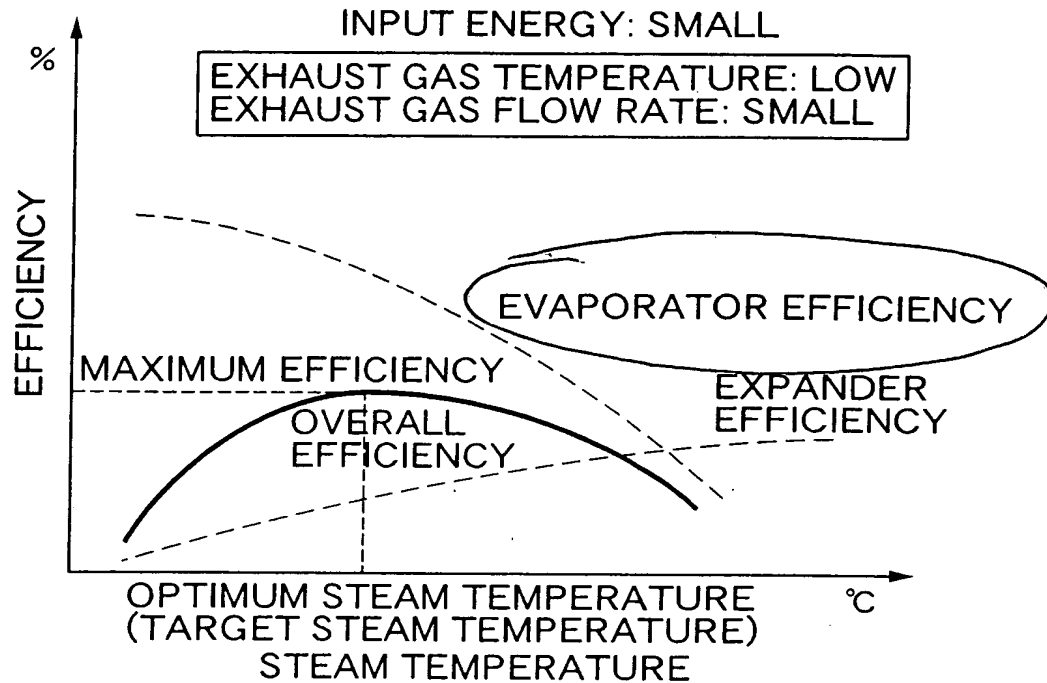 INPUT ENERGY: SMALL
%
EXHAUST GAS TEMPERATURE: LOW
EXHAUST GAS FLOW RATE: SMALL
EFFICIENCY
EVAPORATOR EFFICIENCY
MAXIMUM EFFICIENCY
EXPANDER
EFFICIENCY
OVERALL
EFFICIENCY
OPTIMUM STEAM TEMPERATURE
(TARGET STEAM TEMPERATURE)
°C
STEAM TEMPERATURE